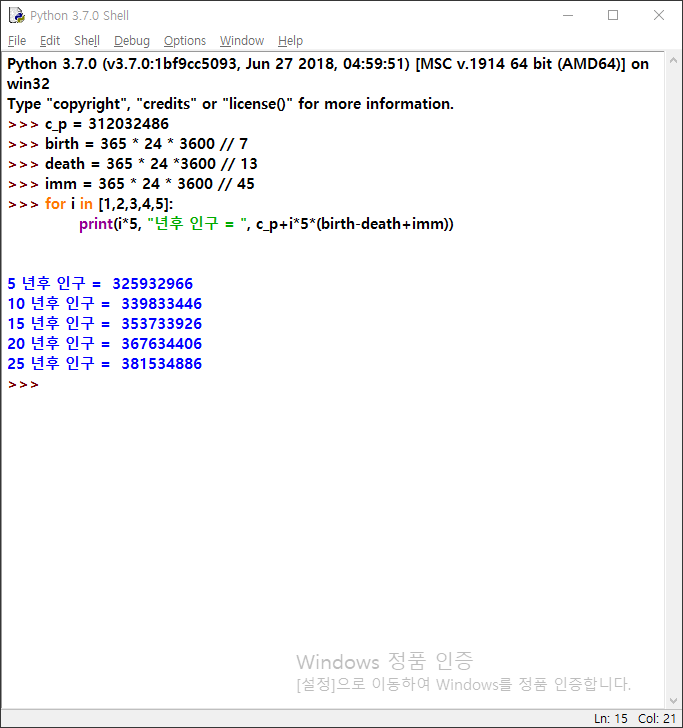 Python 3.7.0 Shell
File Edit Shell Debug Options Window Help
Python 3.7.0 (v3.7.0:1bf9cc5093, Jun 27 2018, 04:59:51) [MSC v.1914 64 bit (AMD64)] on
win32
Type "copyright", "credits" or "license()" for more information.
>>> c_p = 312032486
>>> birth = 365 * 24 * 3600 // 7
>>> death = 365 * 24 *3600 // 13
>>> imm = 365 * 24 * 3600 // 45
>>> for i in [1,2,3,4,5]:
print(i*5, "년후 인구 = ", c_p+i*5*(birth-death+imm))
5 년후 인구 =  325932966
10 년후 인구 =  339833446
15 년후 인구 =  353733926
20 년후 인구 =  367634406
25 년후 인구 =  381534886
>>>
Windows 정품 인증
[설정]으로 이동하여 Windows를 정품 인증합니다.
Ln: 15 Col: 21